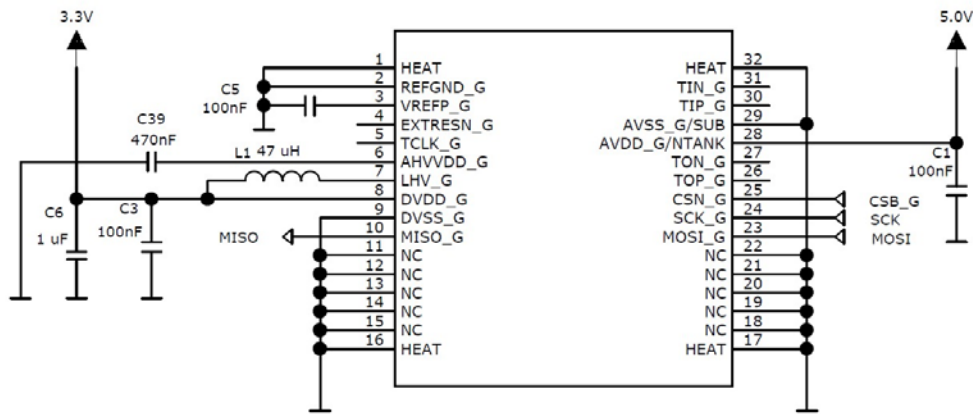 3.3V
5.0V
1 HEAT
2 REFGND_G
3 VREFP_G
4 EXTRESN_G
5 TCLK_G
6 AHVVDD_G
7 LHV_G
8 DVDD_G
9 DVSS_G
10 MISO_G
11 NC
12 NC
13 NC
14 NC
15 NC
16 HEAT
HEAT 32
TIN_G 31
TIP_G 30
AVSS_G/SUB 29
AVDD_G/NTANK 28
TON_G 27
TOP_G 26
CSN_G 25
SCK_G 24
MOSI_G 23
NC 22
NC 21
NC 20
NC 19
NC 18
HEAT 17
C5
100nF
C39
470nF
L1 47 uH
C6
1 uF
C3
100nF
MISO
CSB_G
SCK
MOSI
C1
100nF